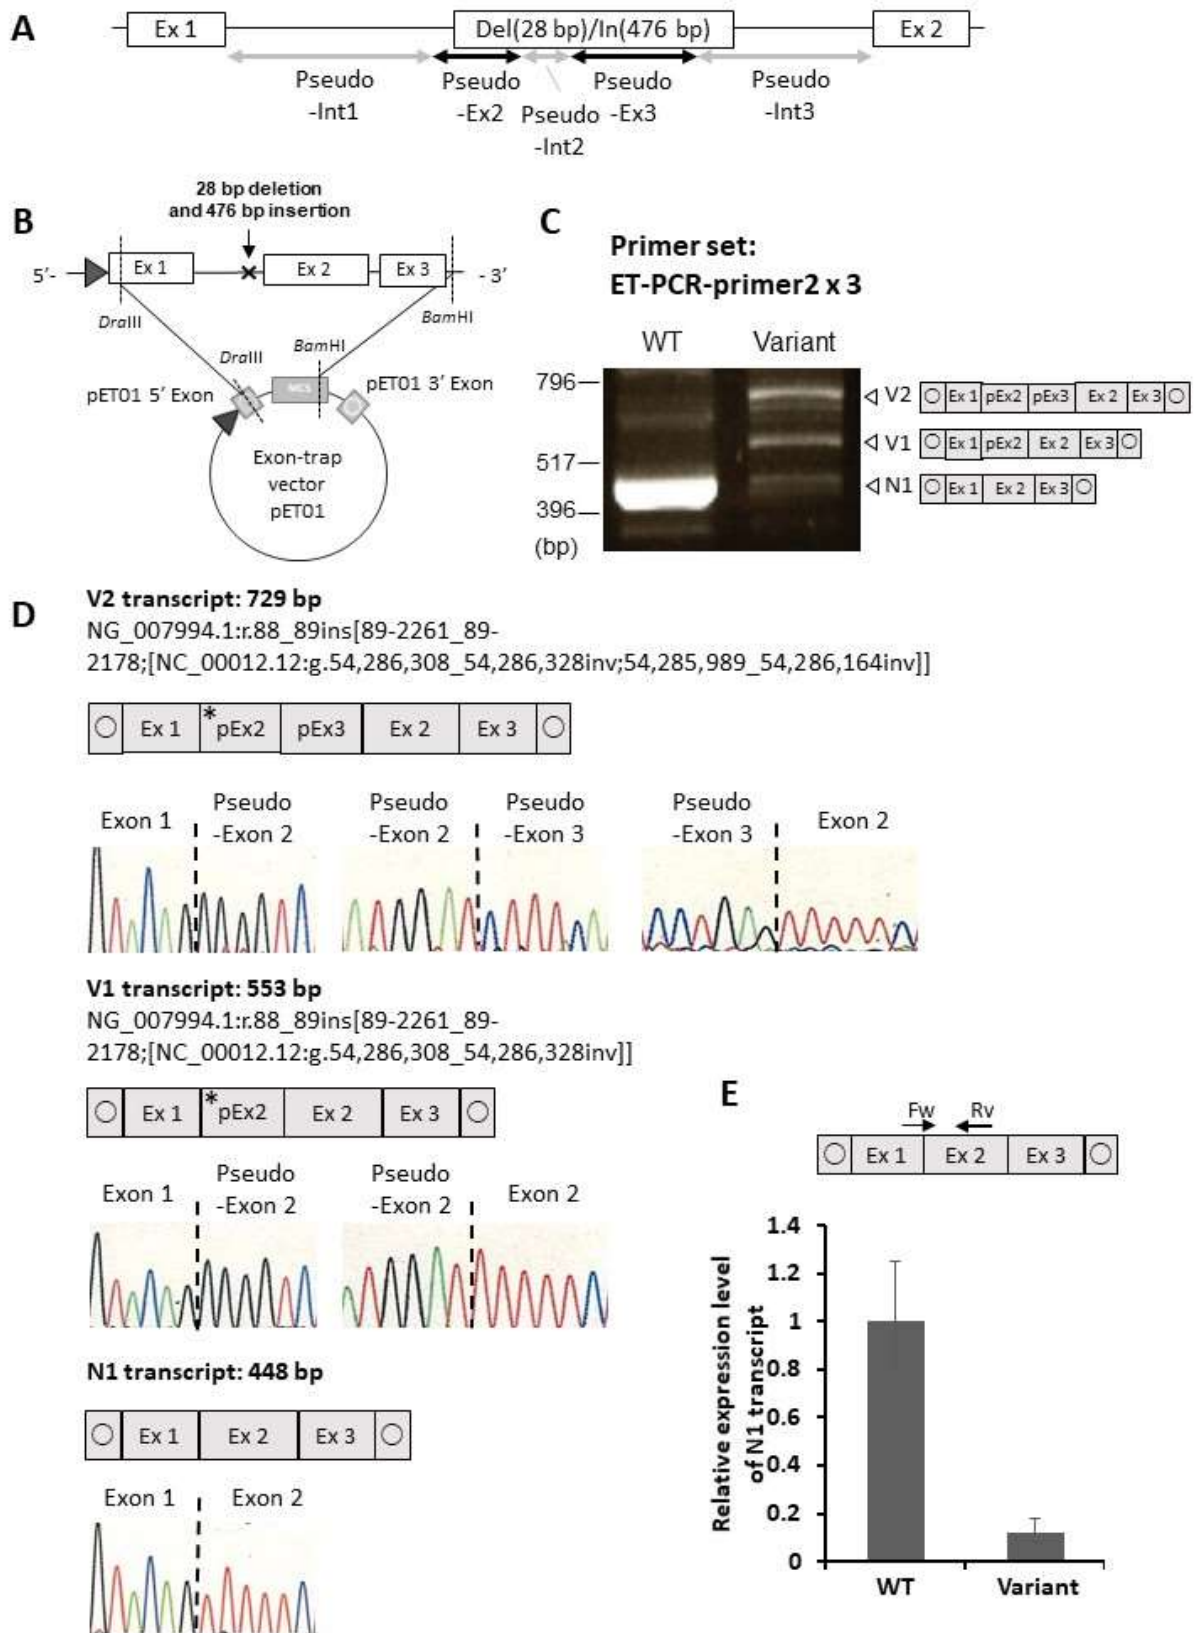 A
Ex 1
Del(28 bp)/In(476 bp)
Ex 2
Pseudo
-Int1
Pseudo
-Ex2
Pseudo
-Int2
Pseudo
-Ex3
Pseudo
-Int3
B
28 bp deletion
and 476 bp insertion
5′-
Ex 1
Ex 2
Ex 3
- 3′
DraIII
BamHI
DraIII
BamHI
pET01 5′ Exon
MCS
pET01 3′ Exon
Exon-trap
vector
pET01
C
Primer set:
ET-PCR-primer2 x 3
WT
Variant
796
517
396
(bp)
V2
Ex 1
pEx2
pEx3
Ex 2
Ex 3
V1
Ex 1
pEx2
Ex 2
Ex 3
N1
Ex 1
Ex 2
Ex 3
D
V2 transcript: 729 bp
NG_007994.1:r.88_89ins[89-2261_89-
2178;[NC_00012.12:g.54,286,308_54,286,328inv;54,285,989_54,286,164inv]]
Ex 1
*pEx2
pEx3
Ex 2
Ex 3
Exon 1
Pseudo
-Exon 2
Pseudo
-Exon 2
Pseudo
-Exon 3
Pseudo
-Exon 3
Exon 2
V1 transcript: 553 bp
NG_007994.1:r.88_89ins[89-2261_89-
2178;[NC_00012.12:g.54,286,308_54,286,328inv]]
Ex 1
*pEx2
Ex 2
Ex 3
Exon 1
Pseudo
-Exon 2
Pseudo
-Exon 2
Exon 2
N1 transcript: 448 bp
Ex 1
Ex 2
Ex 3
Exon 1
Exon 2
E
Fw
Rv
Ex 1
Ex 2
Ex 3
Relative expression level
of N1 transcript
1.4
1.2
1
0.8
0.6
0.4
0.2
0
WT
Variant